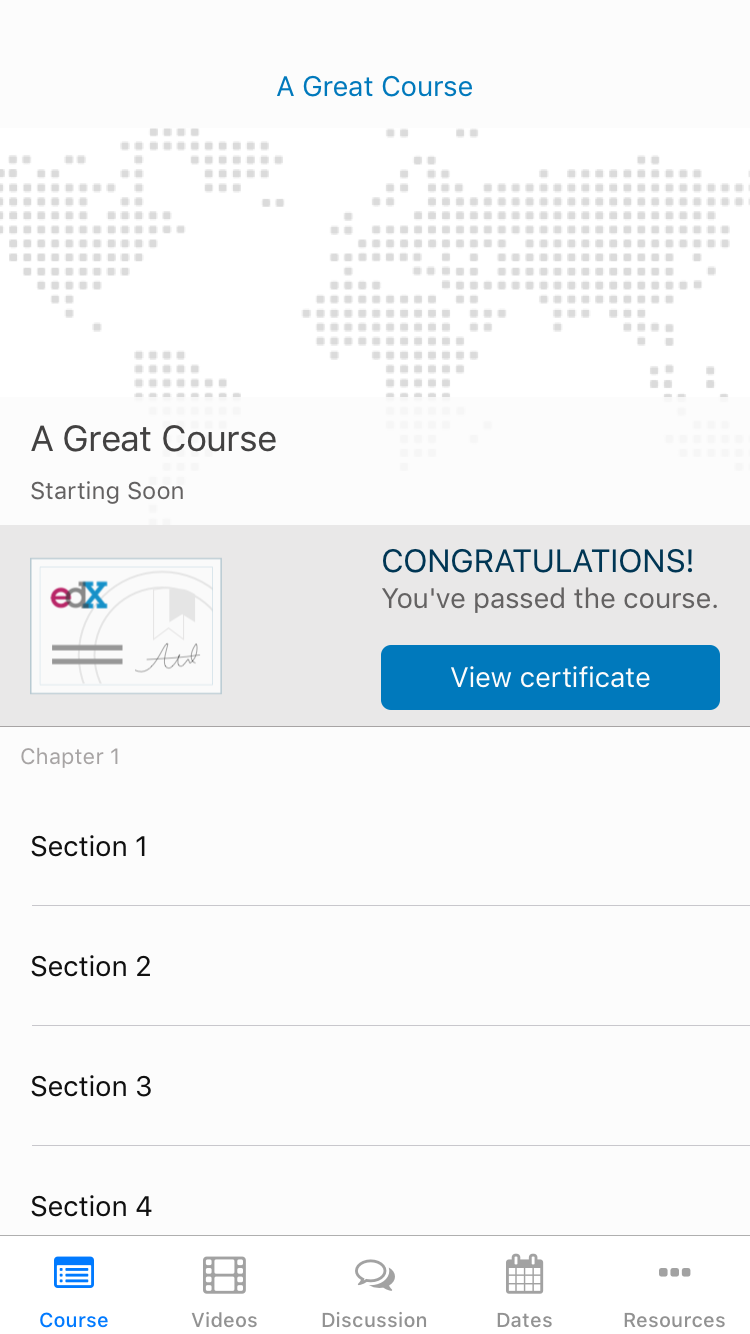 A Great Course
A Great Course
Starting Soon
edX
CONGRATULATIONS!
You've passed the course.
View certificate
Chapter 1
Section 1
Section 2
Section 3
Section 4
Course
Videos
Discussion
Dates
Resources